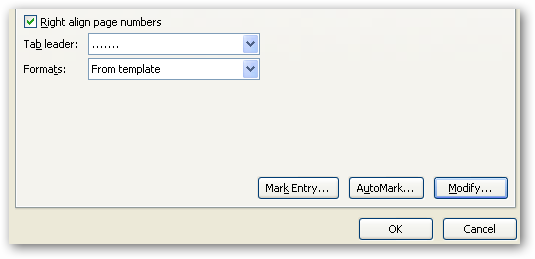 Right align page numbers
Tab leader: .......
Formats: From template
Mark Entry... AutoMark... Modify...
OK Cancel